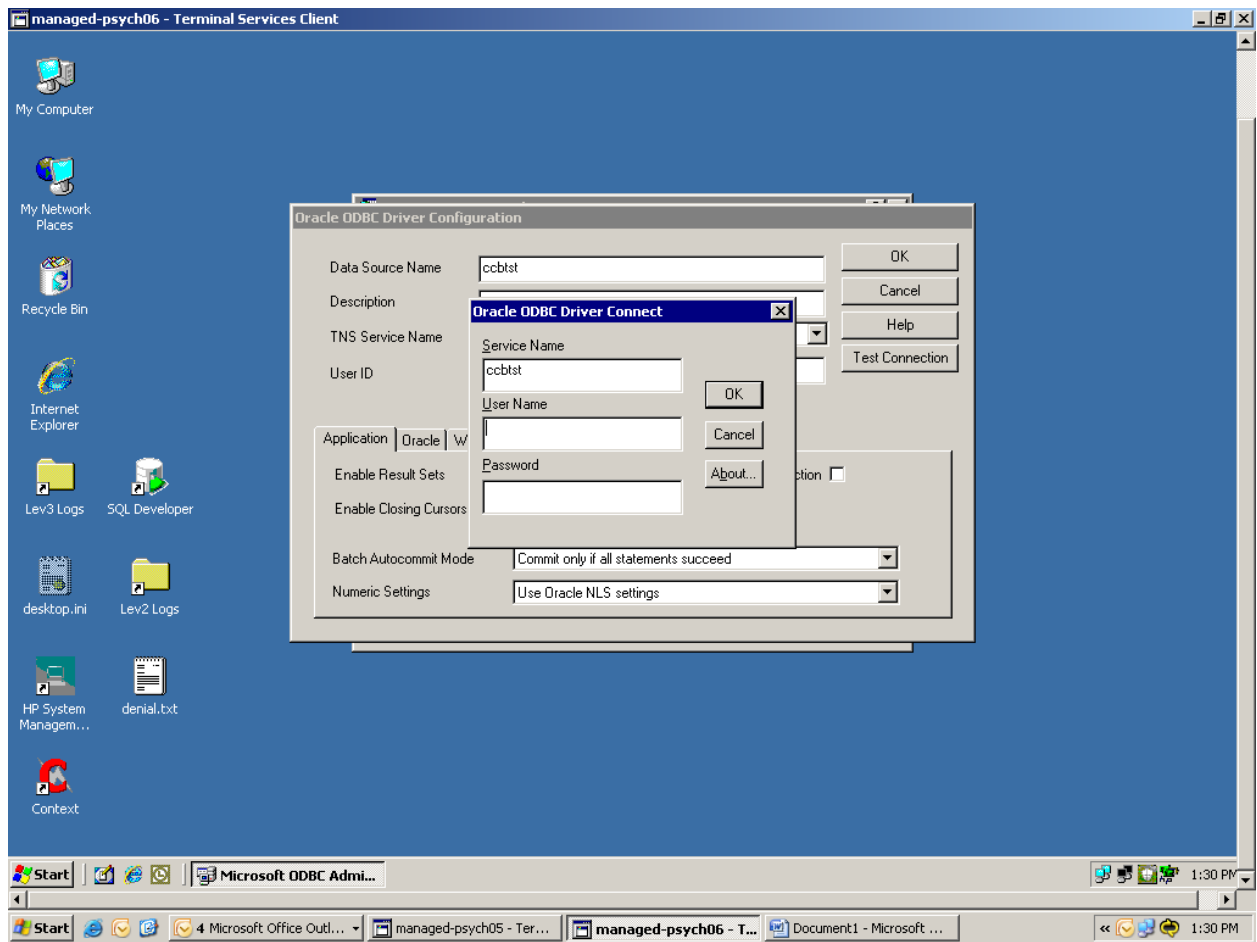 managed-psych06 - Terminal Services Client
My Computer
My Network
Places
Recycle Bin
Internet
Explorer
Lev3 Logs
SQL Developer
desktop.ini
Lev2 Logs
HP System
Managem...
denial.txt
Context
Oracle ODBC Driver Configuration
Data Source Name
ccbtst
Description
TNS Service Name
User ID
OK
Cancel
Help
Test Connection
Application
Oracle
W
Enable Result Sets
ction
Enable Closing Cursors
Batch Autocommit Mode
Commit only if all statements succeed
Numeric Settings
Use Oracle NLS settings
Oracle ODBC Driver Connect
Service Name
ccbtst
User Name
Password
OK
Cancel
About...
Start
Microsoft ODBC Admi...
1:30 PM
Start
4 Microsoft Office Outl...
managed-psych05 - Ter...
managed-psych06 - T...
Document1 - Microsoft ...
1:30 PM